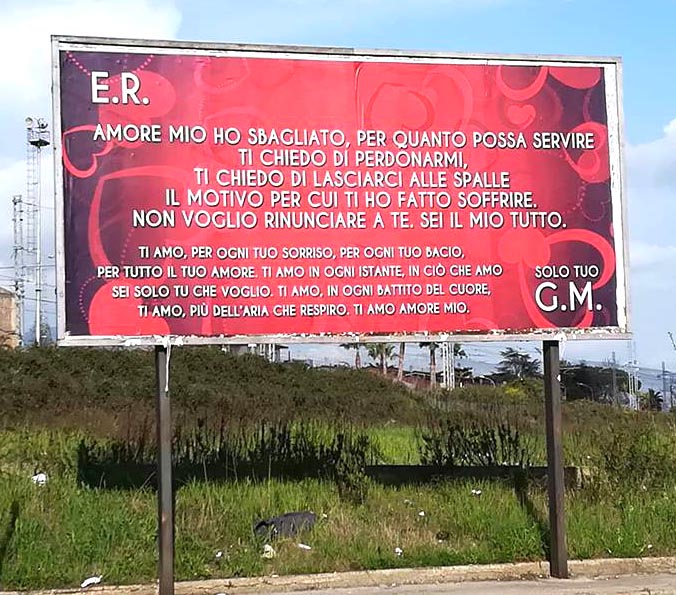 E.R.
AMORE MIO HO SBAGLIATO, PER QUANTO POSSA SERVIRE
TI CHIEDO DI PERDONARMI,
TI CHIEDO DI LASCIARCI ALLE SPALLE
IL MOTIVO PER CUI TI HO FATTO SOFFRIRE.
NON VOGLIO RINUNCIARE A TE. SEI IL MIO TUTTO.
TI AMO, PER OGNI TUO SORRISO, PER OGNI TUO BACIO,
PER TUTTO IL TUO AMORE. TI AMO IN OGNI ISTANTE, IN CIÒ CHE AMO
SEI SOLO TU CHE VOGLIO. TI AMO, IN OGNI BATTITO DEL CUORE,
TI AMO, PIÙ DELL'ARIA CHE RESPIRO. TI AMO AMORE MIO.
SOLO TUO
G.M.